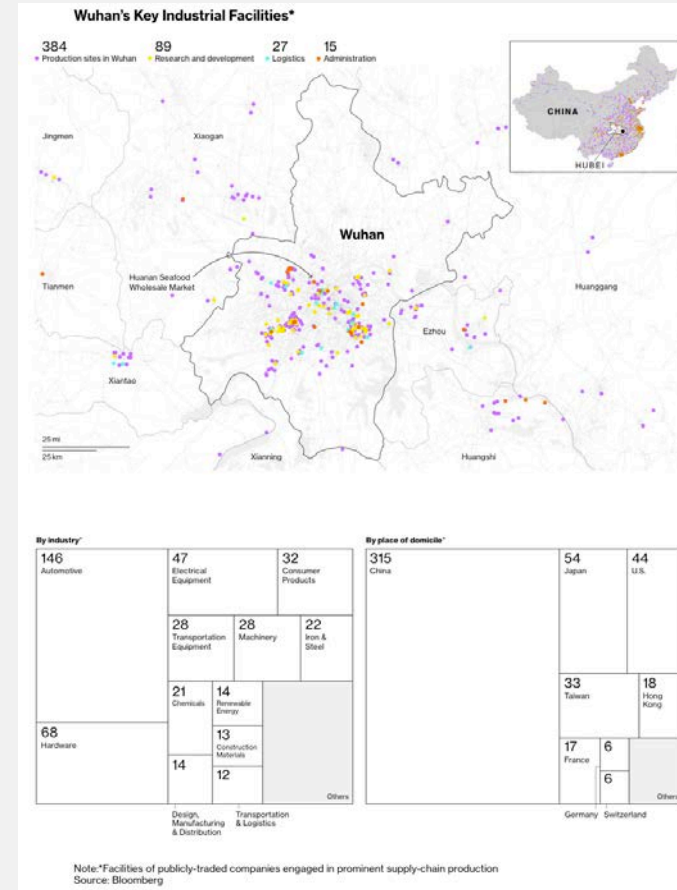 Wuhan's Key Industrial Facilities*
384
Production sites in Wuhan
89
Research and development
27
Logistics
15
Administration
CHINA
HUBEI
Jingmen
Xiaogan
Wuhan
Huanan Seafood
Wholesale Market
Tianmen
Huanggang
Ezhou
Xiantao
25 mi
25 km
Xianning
Huangshi
By industry*
146
Automotive
47
Electrical
Equipment
32
Consumer
Products
28
Transportation
Equipment
28
Machinery
22
Iron &
Steel
68
Hardware
21
Chemicals
14
Renewable
Energy
13
Construction
Materials
14
12
Others
Design,
Manufacturing
& Distribution
Transportation
& Logistics
By place of domicile*
315
China
54
Japan
44
U.S.
33
Taiwan
18
Hong
Kong
17
France
6
6
Others
Germany
Switzerland
Note:*Facilities of publicly-traded companies engaged in prominent supply-chain production
Source: Bloomberg